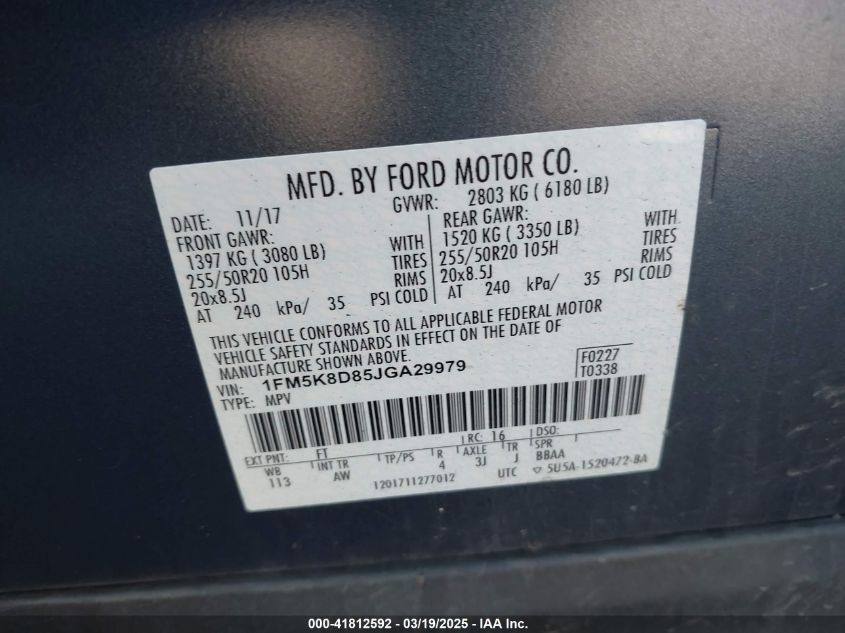 MFD. BY FORD MOTOR CO.
DATE: 11/17 GVWR: 2803 KG ( 6180 LB)
FRONT GAWR: REAR GAWR:
1397 KG ( 3080 LB) WITH 1520 KG ( 3350 LB) WITH
255/50R20 105H TIRES 255/50R20 105H TIRES
20x8.5J RIMS 20x8.5J RIMS
AT 240 kPa/ 35 PSI COLD AT 240 kPa/ 35 PSI COLD
THIS VEHICLE CONFORMS TO ALL APPLICABLE FEDERAL MOTOR
VEHICLE SAFETY STANDARDS IN EFFECT ON THE DATE OF
MANUFACTURE SHOWN ABOVE.
VIN: 1FM5K8D85JGA29979 F0227
TYPE: MPV T0338
EXT PNT: FT RC: 16 DSO:
WB INT TR TP/PS R AXLE TR SPR
113 AW 4 3J J BBAA
1201711277012 UTC ▽ 5U5A-1520472-BA
000-41812592 - 03/19/2025 - IAA Inc.